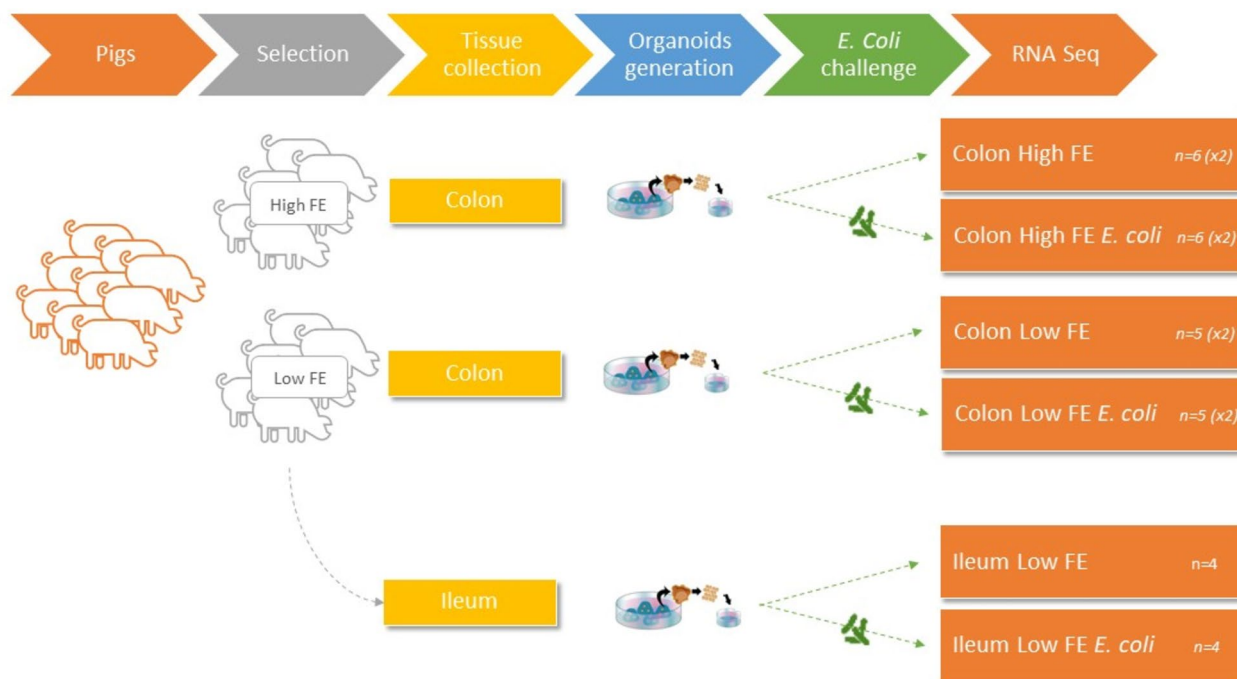 Pigs
Selection
Tissue
collection
Organoids
generation
E. Coli
challenge
RNA Seq
High FE
Colon
Colon High FE n=6 (x2)
Colon High FE E. coli n=6 (x2)
Low FE
Colon
Colon Low FE n=5 (x2)
Colon Low FE E. coli n=5 (x2)
Ileum
Ileum Low FE n=4
Ileum Low FE E. coli n=4